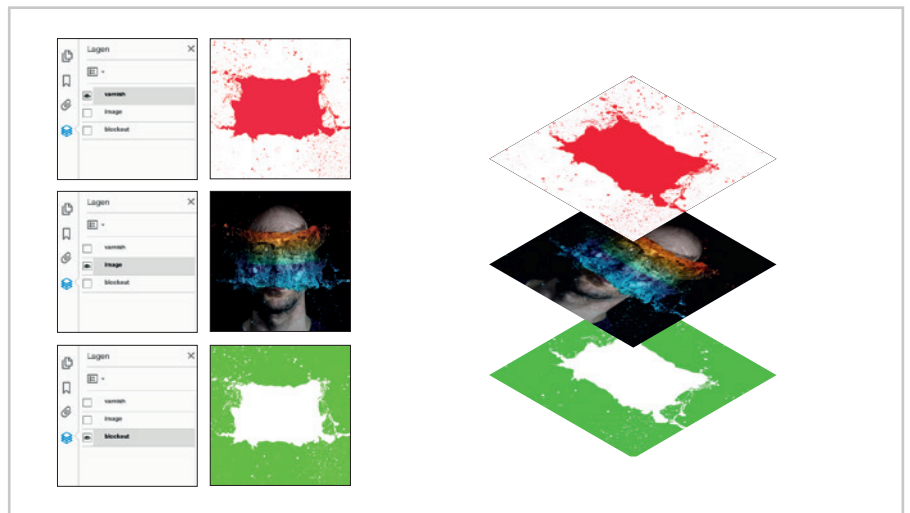 Lagen
varnish
image
blockout
Lagen
varnish
image
blockout
Lagen
varnish
image
blockout